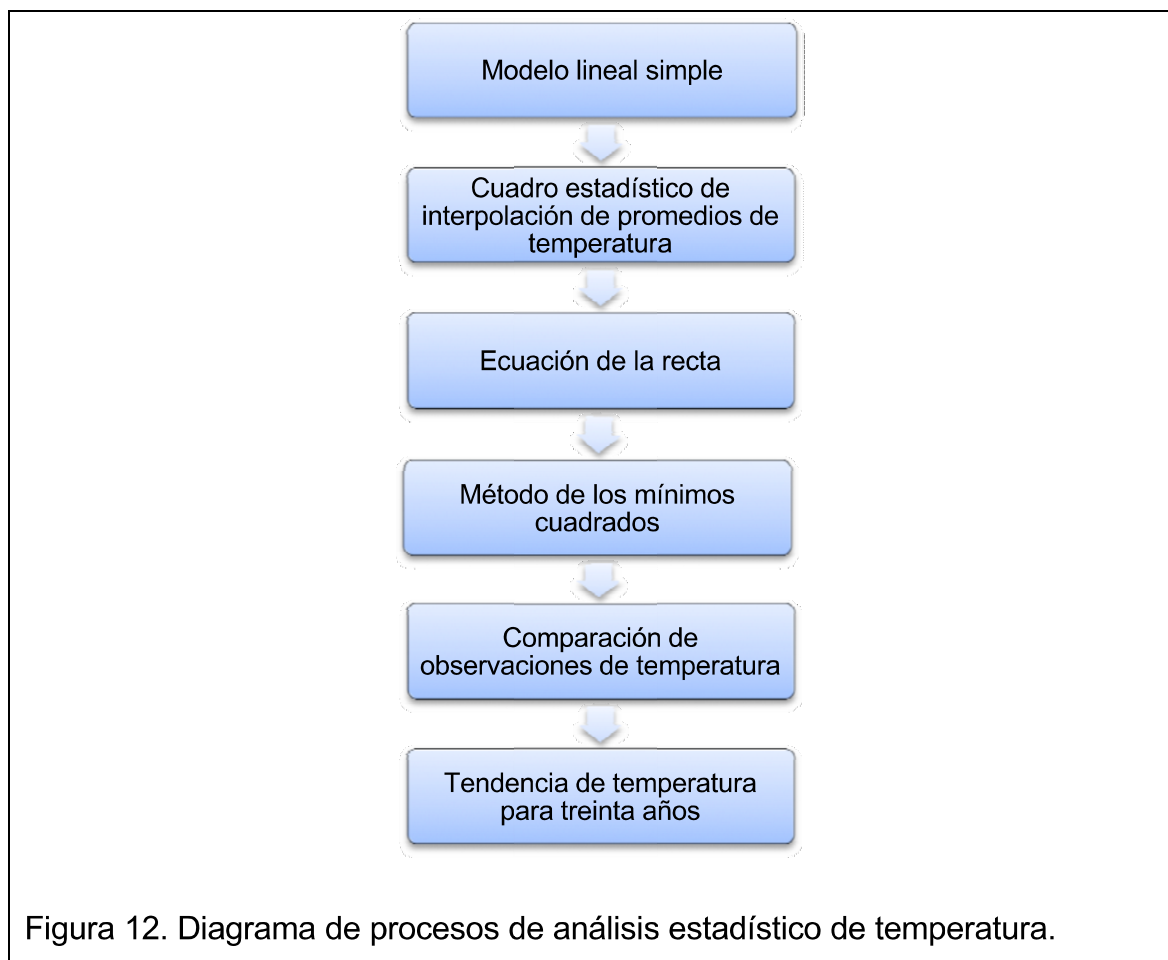 Modelo lineal simple
Cuadro estadístico de
interpolación de promedios de
temperatura
Ecuación de la recta
Método de los mínimos
cuadrados
Comparación de
observaciones de temperatura
Tendencia de temperatura
para treinta años
Figura 12. Diagrama de procesos de análisis estadístico de temperatura.